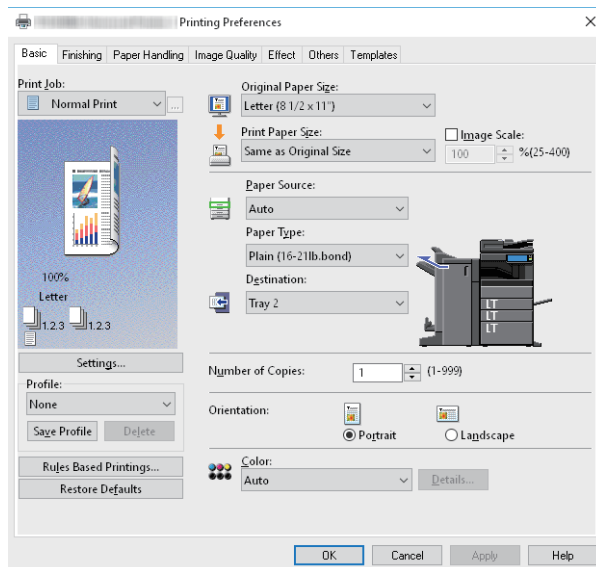 Printing Preferences
Basic Finishing Paper Handling Image Quality Effect Others Templates
Print Job:
Normal Print
...
100%
Letter
1.2.3 1.2.3
Settings...
Profile:
None
Save Profile Delete
Rules Based Printings...
Restore Defaults
Original Paper Size:
Letter (8 1/2 x 11")
Print Paper Size:
Same as Original Size
Image Scale:
100 %(25-400)
Paper Source:
Auto
Paper Type:
Plain (16-21lb.bond)
Destination:
Tray 2
LT
LT
LT
Number of Copies: 1 (1-999)
Orientation:
Portrait Landscape
Color:
Auto
Details...
OK Cancel Apply Help